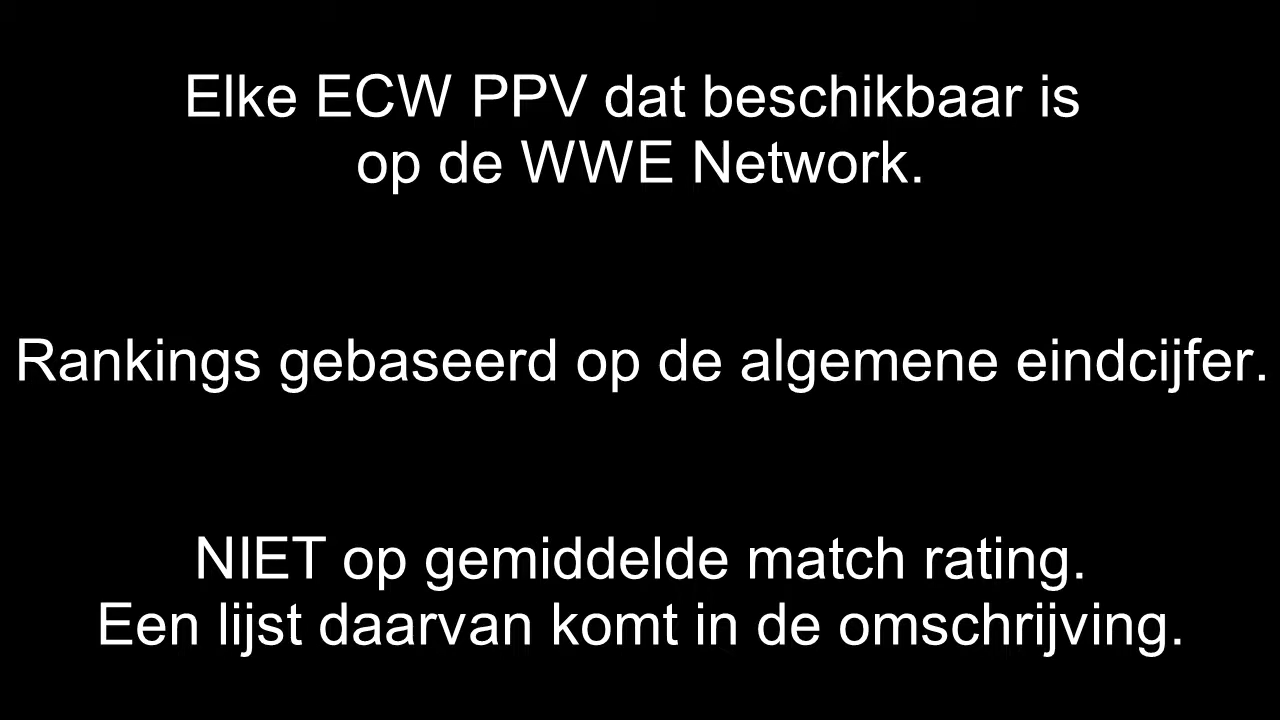 Elke ECW PPV dat beschikbaar is
op de WWE Network.
Rankings gebaseerd op de algemene eindcijfer.
NIET op gemiddelde match rating.
Een lijst daarvan komt in de omschrijving.